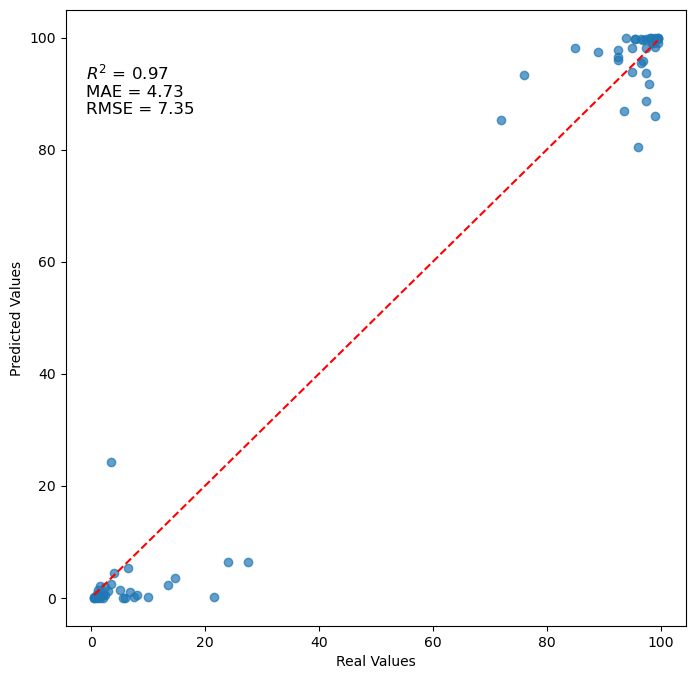 100
80
60
40
20
0
Predicted Values
R² = 0.97
MAE = 4.73
RMSE = 7.35
0 20 40 60 80 100
Real Values